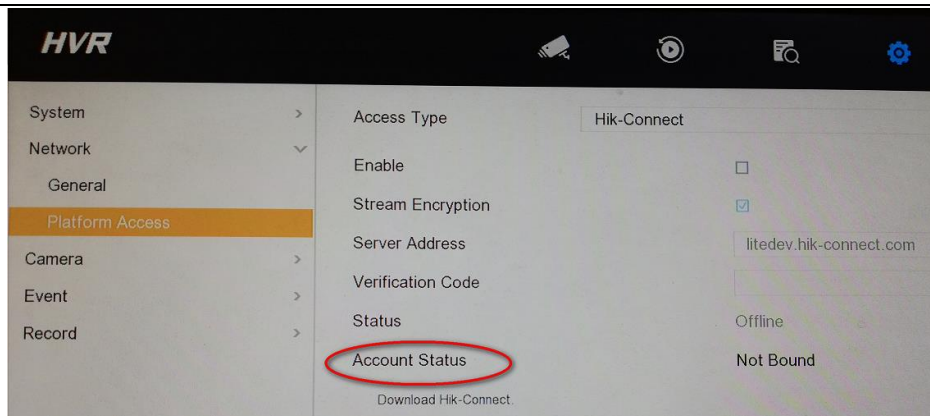 HVR
System
Network
General
Platform Access
Camera
Event
Record
Access Type Hik-Connect
Enable
Stream Encryption
Server Address litedev.hik-connect.com
Verification Code
Status Offline
Account Status Not Bound
Download Hik-Connect.